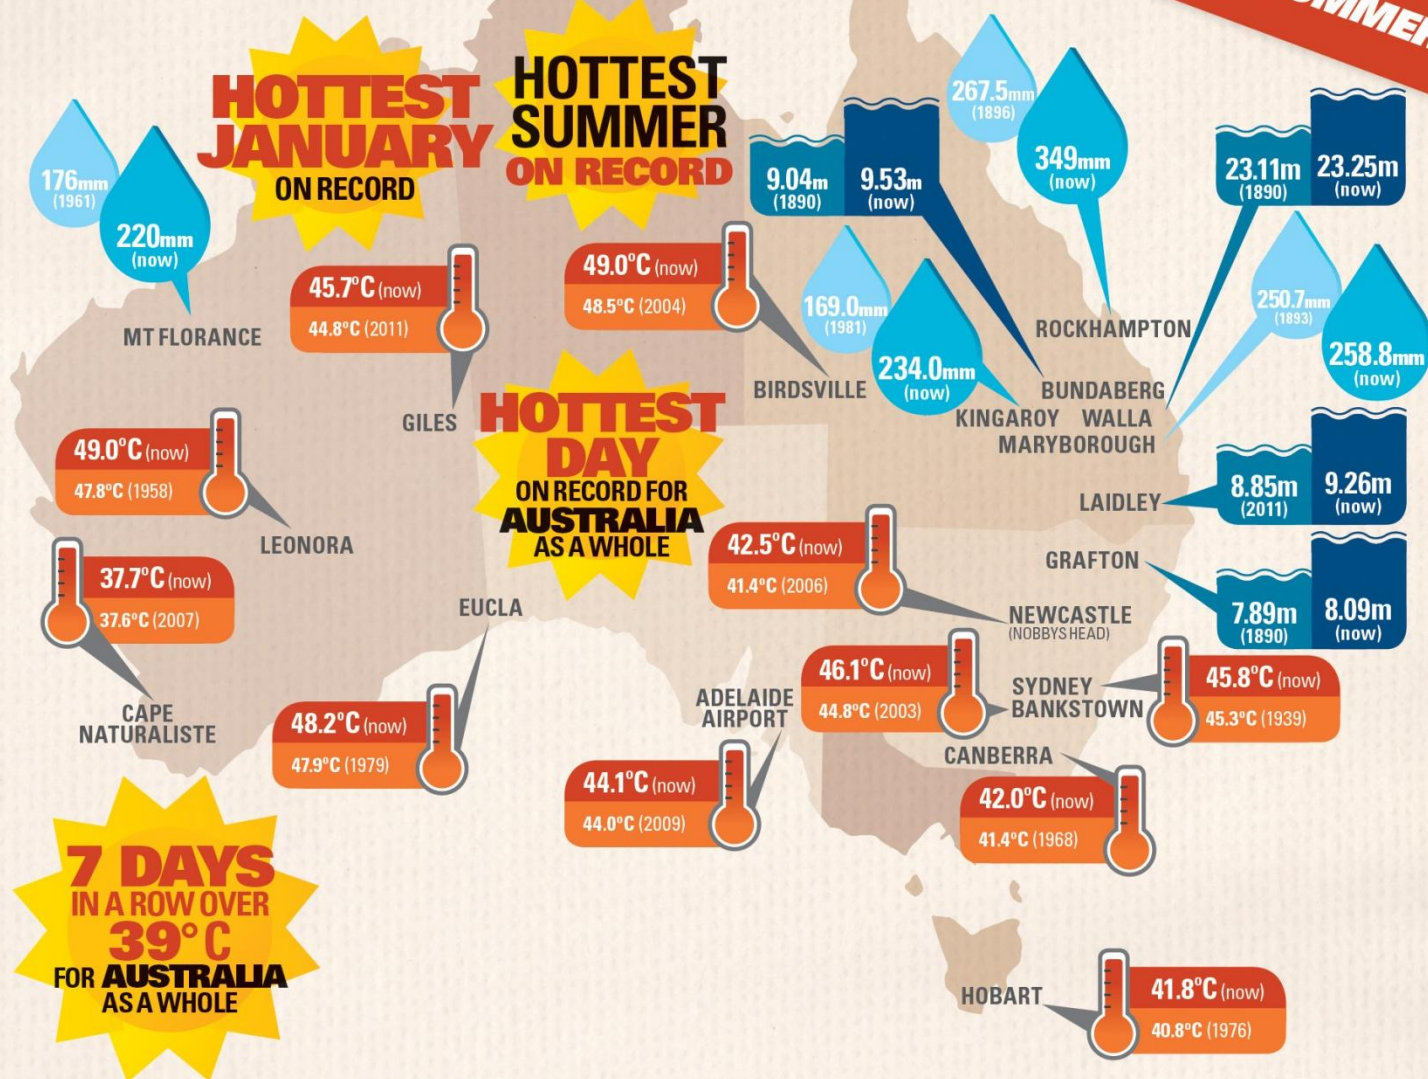 HOTTEST
JANUARY
ON RECORD
HOTTEST
SUMMER
ON RECORD
176mm
(1961)
220mm
(now)
MT FLORANCE
45.7°C (now)
44.8°C (2011)
GILES
49.0°C (now)
48.5°C (2004)
BIRDSVILLE
9.04m
(1890)
9.53m
(now)
BUNDABERG
267.5mm
(1896)
349mm
(now)
ROCKHAMPTON
23.11m
(1890)
23.25m
(now)
WALLA
169.0mm
(1981)
234.0mm
(now)
KINGAROY
250.7mm
(1893)
258.8mm
(now)
MARYBOROUGH
HOTTEST
DAY
ON RECORD FOR
AUSTRALIA
AS A WHOLE
49.0°C (now)
47.8°C (1958)
LEONORA
8.85m
(2011)
9.26m
(now)
LAIDLEY
37.7°C (now)
37.6°C (2007)
CAPE
NATURALISTE
EUCLA
48.2°C (now)
47.9°C (1979)
42.5°C (now)
41.4°C (2006)
NEWCASTLE
(NOBBYS HEAD)
GRAFTON
7.89m
(1890)
8.09m
(now)
ADELAIDE
AIRPORT
44.1°C (now)
44.0°C (2009)
46.1°C (now)
44.8°C (2003)
SYDNEY
BANKSTOWN
45.8°C (now)
45.3°C (1939)
CANBERRA
42.0°C (now)
41.4°C (1968)
7 DAYS
IN A ROW OVER
39°C
FOR AUSTRALIA
AS A WHOLE
HOBART
41.8°C (now)
40.8°C (1976)